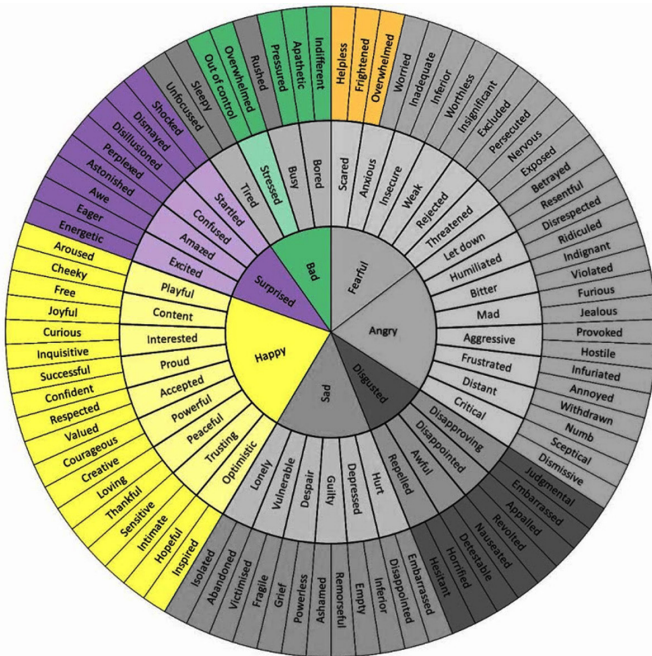 Fearful
Angry
Disgusted
Sad
Happy
Surprised
Bad
Scared
Anxious
Insecure
Weak
Rejected
Threatened
Let down
Humiliated
Bitter
Mad
Aggressive
Frustrated
Distant
Critical
Disapproving
Disappointed
Awful
Repelled
Hurt
Depressed
Guilty
Despair
Vulnerable
Lonely
Optimistic
Trusting
Peaceful
Powerful
Accepted
Proud
Interested
Content
Playful
Excited
Amazed
Confused
Startled
Tired
Stressed
Busy
Bored
Helpless
Frightened
Overwhelmed
Worried
Inadequate
Inferior
Worthless
Insignificant
Excluded
Persecuted
Nervous
Exposed
Betrayed
Resentful
Disrespected
Ridiculed
Indignant
Violated
Furious
Jealous
Provoked
Hostile
Infuriated
Annoyed
Withdrawn
Numb
Sceptical
Dismissive
Judgmental
Embarrassed
Appalled
Revolted
Nauseated
Detestable
Horrified
Hesitant
Embarrassed
Disappointed
Inferior
Empty
Remorseful
Ashamed
Powerless
Grief
Fragile
Victimised
Abandoned
Isolated
Inspired
Hopeful
Intimate
Sensitive
Thankful
Loving
Creative
Courageous
Valued
Respected
Confident
Successful
Inquisitive
Curious
Joyful
Free
Cheeky
Aroused
Energetic
Eager
Awe
Astonished
Perplexed
Disillusioned
Dismayed
Shocked
Unfocussed
Sleepy
Out of control
Overwhelmed
Rushed
Pressured
Apathetic
Indifferent